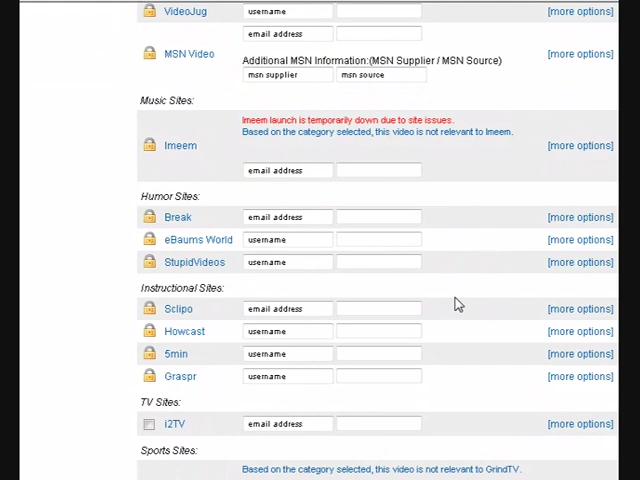 VideoJug username [more options]
email address
MSN Video [more options]
Additional MSN Information:(MSN Supplier / MSN Source)
msn supplier msn source
Music Sites:
Imeem launch is temporarily down due to site issues.
Based on the category selected, this video is not relevant to Imeem.
Imeem [more options]
email address
Humor Sites:
Break email address [more options]
eBaums World username [more options]
StupidVideos username [more options]
Instructional Sites:
Sclipo email address [more options]
Howcast username [more options]
5min username [more options]
Graspr username [more options]
TV Sites:
i2TV email address [more options]
Sports Sites:
Based on the category selected, this video is not relevant to GrindTV.